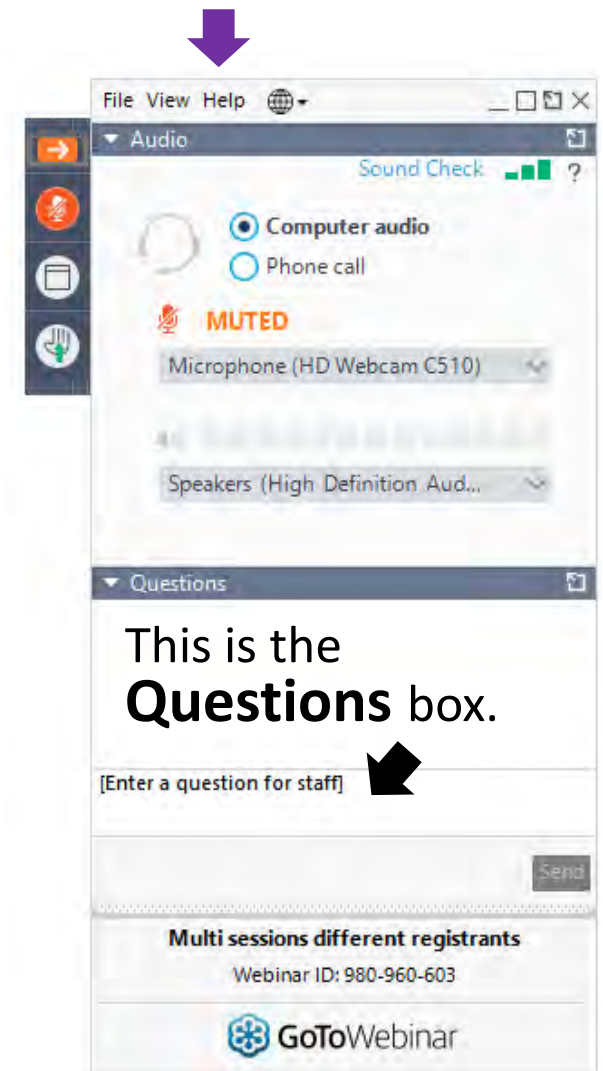 File View Help
Audio
Sound Check ?
Computer audio
Phone call
MUTED
Microphone (HD Webcam C510)
Speakers (High Definition Aud...
Questions
This is the
Questions box.
[Enter a question for staff]
Send
Multi sessions different registrants
Webinar ID: 980-960-603
GoToWebinar